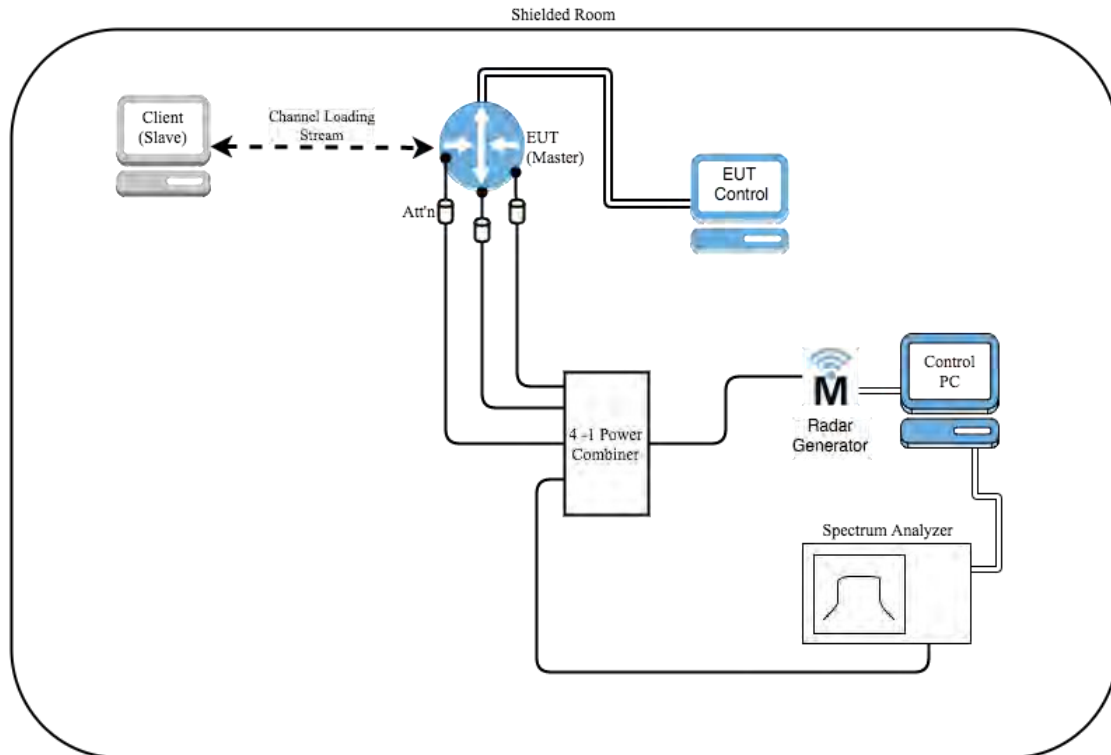 Shielded Room
Client
(Slave)
Channel Loading
Stream
EUT
(Master)
EUT
Control
Att'n
Control
PC
M
Radar
Generator
4 -1 Power
Combiner
Spectrum Analyzer